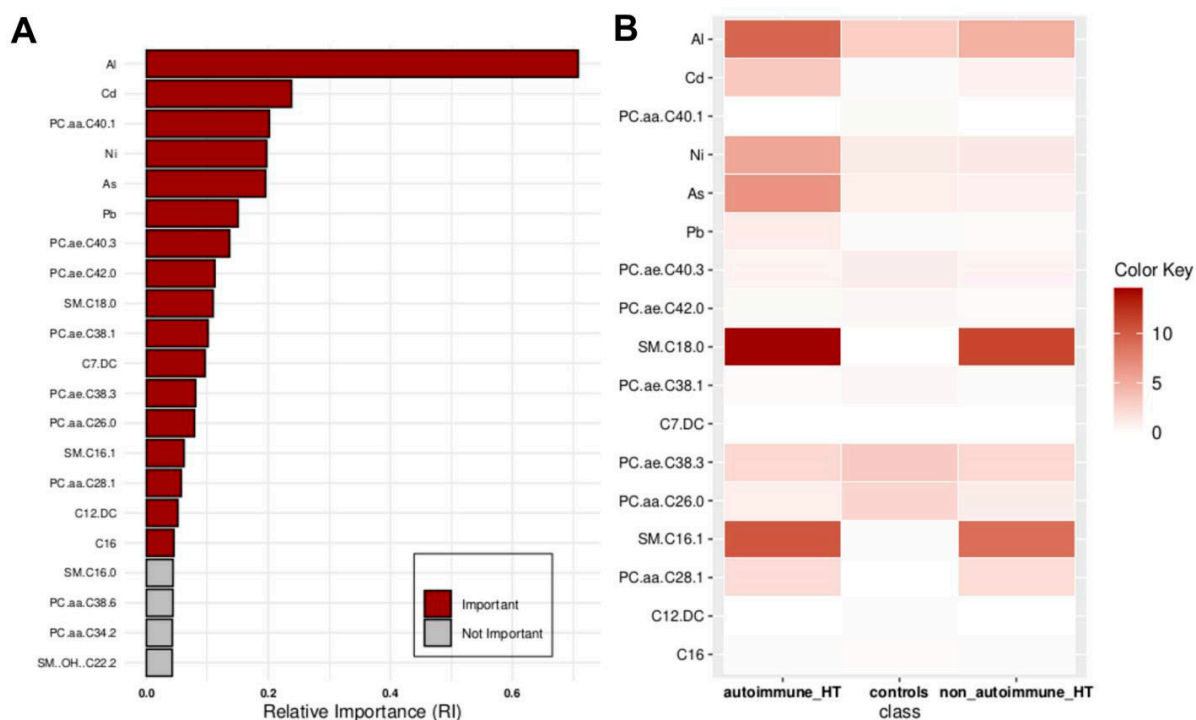 A
Al
Cd
PC.aa.C40.1
Ni
As
Pb
PC.ae.C40.3
PC.ae.C42.0
SM.C18.0
PC.ae.C38.1
C7.DC
PC.ae.C38.3
PC.aa.C26.0
SM.C16.1
PC.aa.C28.1
C12.DC
C16
SM.C16.0
PC.aa.C38.6
PC.aa.C34.2
SM..OH..C22.2
0.0 0.2 0.4 0.6
Relative Importance (RI)
Important
Not Important
B
Al
Cd
PC.aa.C40.1
Ni
As
Pb
PC.ae.C40.3
PC.ae.C42.0
SM.C18.0
PC.ae.C38.1
C7.DC
PC.ae.C38.3
PC.aa.C26.0
SM.C16.1
PC.aa.C28.1
C12.DC
C16
autoimmune_HT controls non_autoimmune_HT
class
Color Key
10
5
0